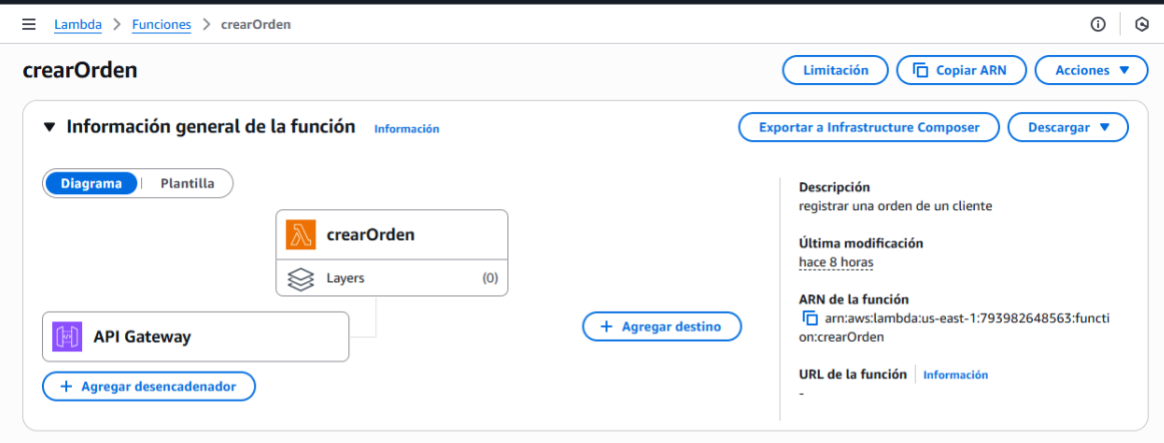 Lambda > Funciones > crearOrden
crearOrden
Limitación
Copiar ARN
Acciones
Información general de la función
Información
Exportar a Infrastructure Composer
Descargar
Diagrama
Plantilla
crearOrden
Layers
(0)
API Gateway
+ Agregar desencadenador
+ Agregar destino
Descripción
registrar una orden de un cliente
Última modificación
hace 8 horas
ARN de la función
arn:aws:lambda:us-east-1:793982648563:functi
on:crearOrden
URL de la función
Información
-